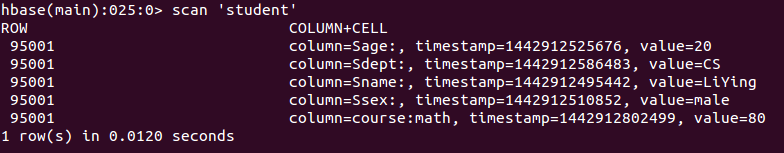 hbase(main):025:0> scan 'student'
ROW COLUMN+CELL
95001 column=Sage:, timestamp=1442912525676, value=20
95001 column=Sdept:, timestamp=1442912586483, value=CS
95001 column=Sname:, timestamp=1442912495442, value=LiYing
95001 column=Ssex:, timestamp=1442912510852, value=male
95001 column=course:math, timestamp=1442912802499, value=80
1 row(s) in 0.0120 seconds